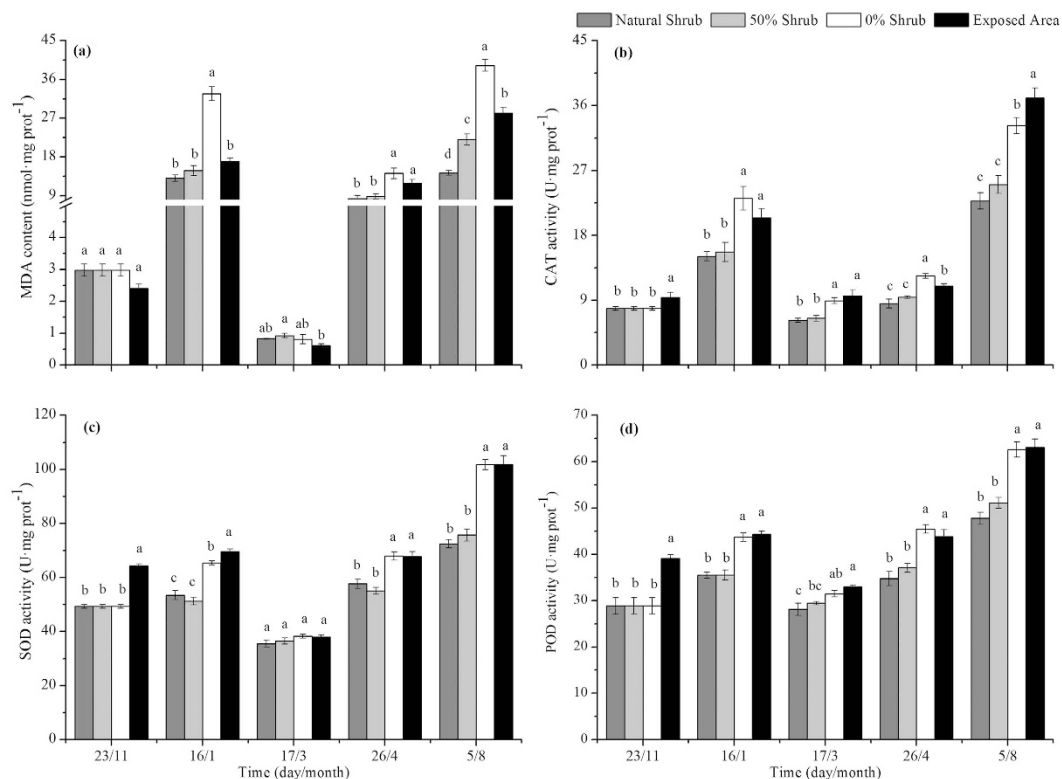 Natural Shrub 50% Shrub 0% Shrub Exposed Area
(a)
MDA content (nmol·mg prot⁻¹)
45
36
27
18
9
5
4
3
2
1
0
a a a a
b b a b
ab a ab b
b b a a
d c a b
(b)
CAT activity (U·mg prot⁻¹)
45
36
27
18
9
0
b b b a
b b a a
b b a a
c c a b
c c b a
(c)
SOD activity (U·mg prot⁻¹)
120
100
80
60
40
20
0
b b b a
c c b a
a a a a
b b a a
b b a a
23/11 16/1 17/3 26/4 5/8
Time (day/month)
(d)
POD activity (U·mg prot⁻¹)
70
60
50
40
30
20
10
0
b b b a
b b a a
c bc ab a
b b a a
b b a a
23/11 16/1 17/3 26/4 5/8
Time (day/month)